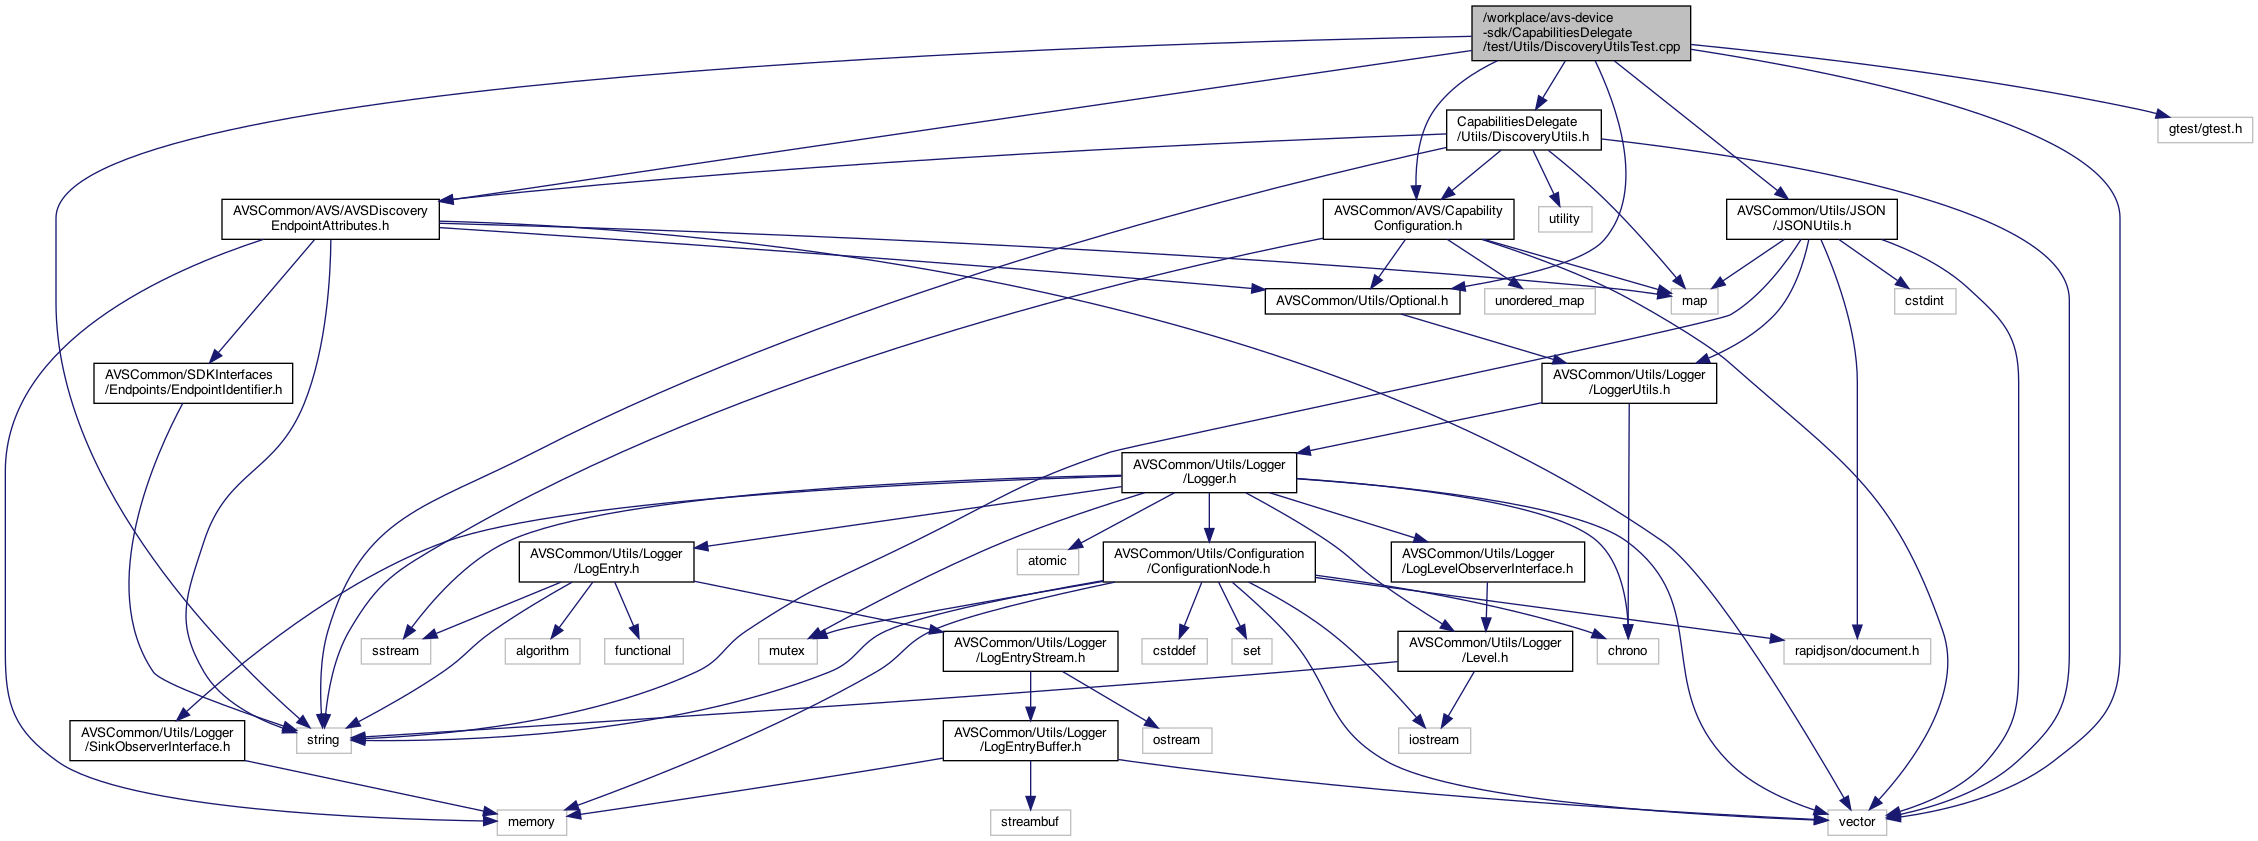 /workplace/avs-device
-sdk/CapabilitiesDelegate
/test/Utils/DiscoveryUtilsTest.cpp
CapabilitiesDelegate
/Utils/DiscoveryUtils.h
gtest/gtest.h
AVSCommon/AVS/AVSDiscovery
EndpointAttributes.h
AVSCommon/AVS/Capability
Configuration.h
utility
AVSCommon/Utils/JSON
/JSONUtils.h
AVSCommon/Utils/Optional.h
unordered_map
map
cstdint
AVSCommon/SDKInterfaces
/Endpoints/EndpointIdentifier.h
AVSCommon/Utils/Logger
/LoggerUtils.h
AVSCommon/Utils/Logger
/Logger.h
AVSCommon/Utils/Logger
/LogEntry.h
atomic
AVSCommon/Utils/Configuration
/ConfigurationNode.h
AVSCommon/Utils/Logger
/LogLevelObserverInterface.h
sstream
algorithm
functional
mutex
AVSCommon/Utils/Logger
/LogEntryStream.h
cstddef
set
AVSCommon/Utils/Logger
/Level.h
chrono
rapidjson/document.h
AVSCommon/Utils/Logger
/SinkObserverInterface.h
string
AVSCommon/Utils/Logger
/LogEntryBuffer.h
ostream
iostream
memory
streambuf
vector